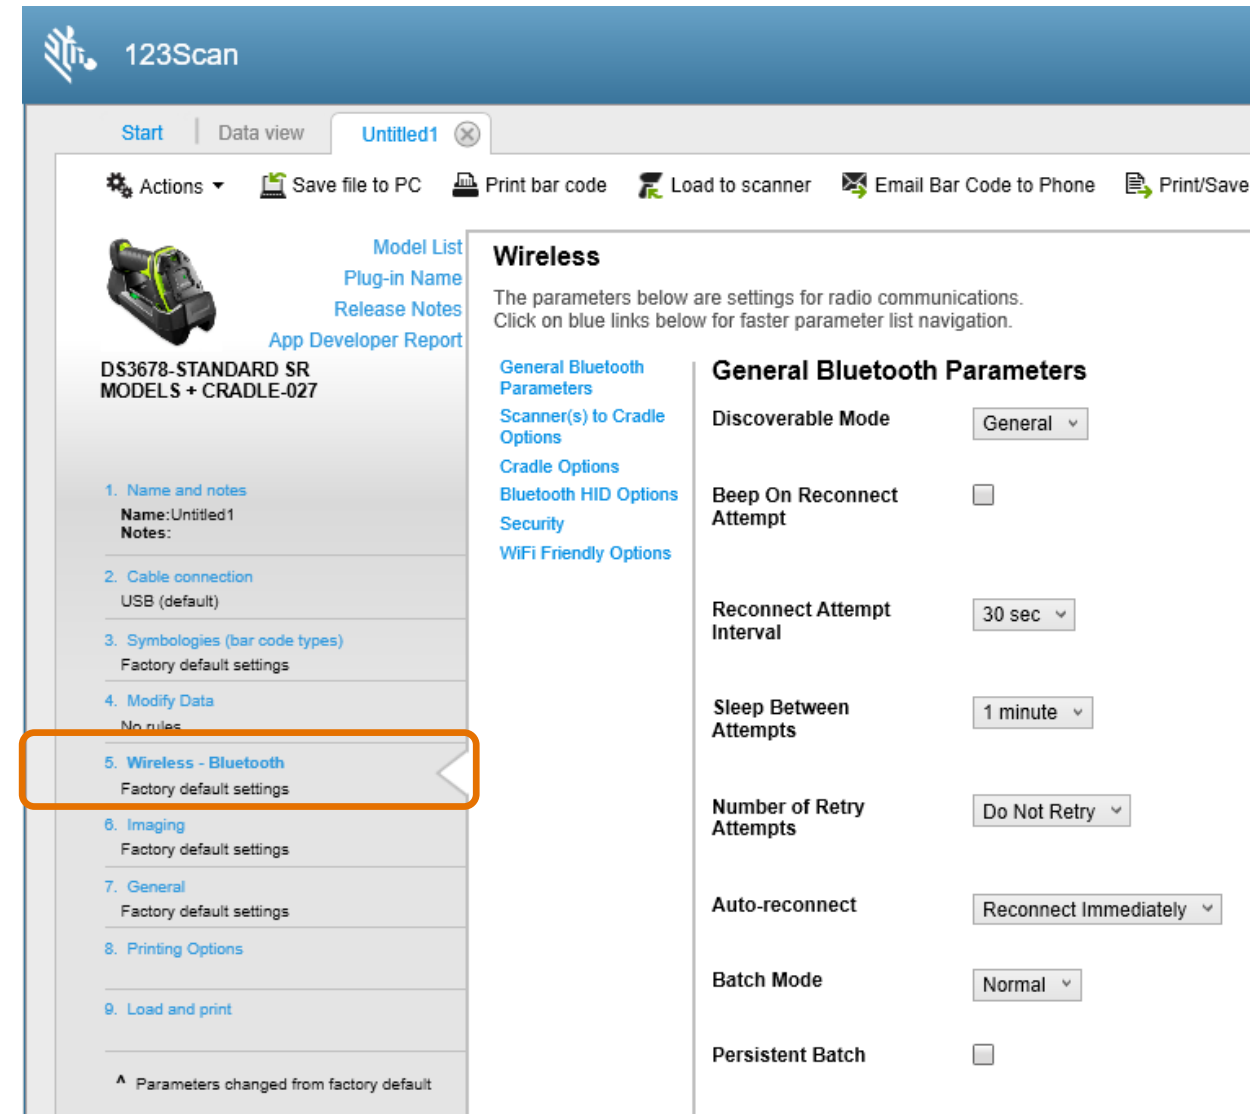 123Scan
Start
Data view
Untitled1
Actions
Save file to PC
Print bar code
Load to scanner
Email Bar Code to Phone
Print/Save
Model List
Plug-in Name
Release Notes
App Developer Report
DS3678-STANDARD SR
MODELS + CRADLE-027
1. Name and notes
Name:Untitled1
Notes:
2. Cable connection
USB (default)
3. Symbologies (bar code types)
Factory default settings
4. Modify Data
No rules
5. Wireless - Bluetooth
Factory default settings
6. Imaging
Factory default settings
7. General
Factory default settings
8. Printing Options
9. Load and print
^ Parameters changed from factory default
Wireless
The parameters below are settings for radio communications.
Click on blue links below for faster parameter list navigation.
General Bluetooth
Parameters
Scanner(s) to Cradle
Options
Cradle Options
Bluetooth HID Options
Security
WiFi Friendly Options
General Bluetooth Parameters
Discoverable Mode
General
Beep On Reconnect
Attempt
Reconnect Attempt
Interval
30 sec
Sleep Between
Attempts
1 minute
Number of Retry
Attempts
Do Not Retry
Auto-reconnect
Reconnect Immediately
Batch Mode
Normal
Persistent Batch